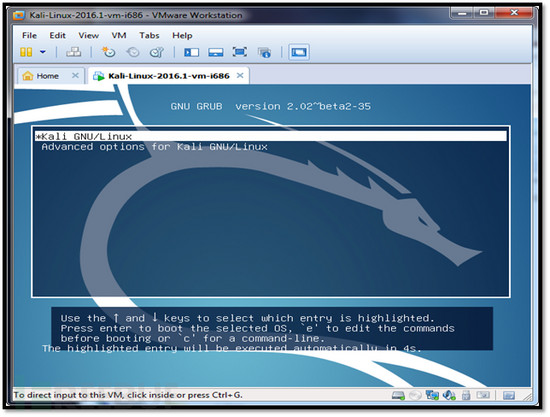 Kali-Linux-2016.1-vm-i686 - VMware Workstation
File Edit View VM Tabs Help
Home Kali-Linux-2016.1-vm-i686
GNU GRUB version 2.02~beta2-35
*Kali GNU/Linux
Advanced options for Kali GNU/Linux
Use the ↑ and ↓ keys to select which entry is highlighted.
Press enter to boot the selected OS, `e' to edit the commands
before booting or `c' for a command-line.
The highlighted entry will be executed automatically in 4s.
To direct input to this VM, click inside or press Ctrl+G.